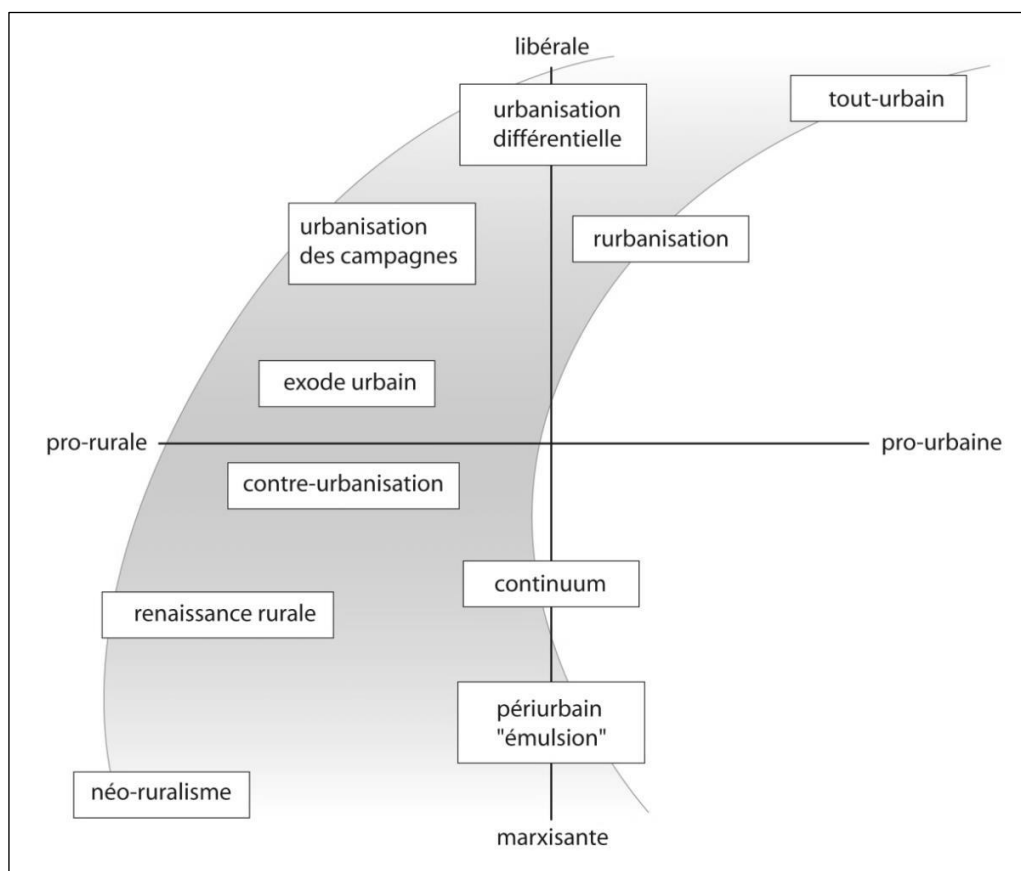 libérale
tout-urbain
urbanisation
différentielle
urbanisation
des campagnes
rurbanisation
exode urbain
pro-rurale
pro-urbaine
contre-urbanisation
continuum
renaissance rurale
périurbain
"émulsion"
néo-ruralisme
marxisante